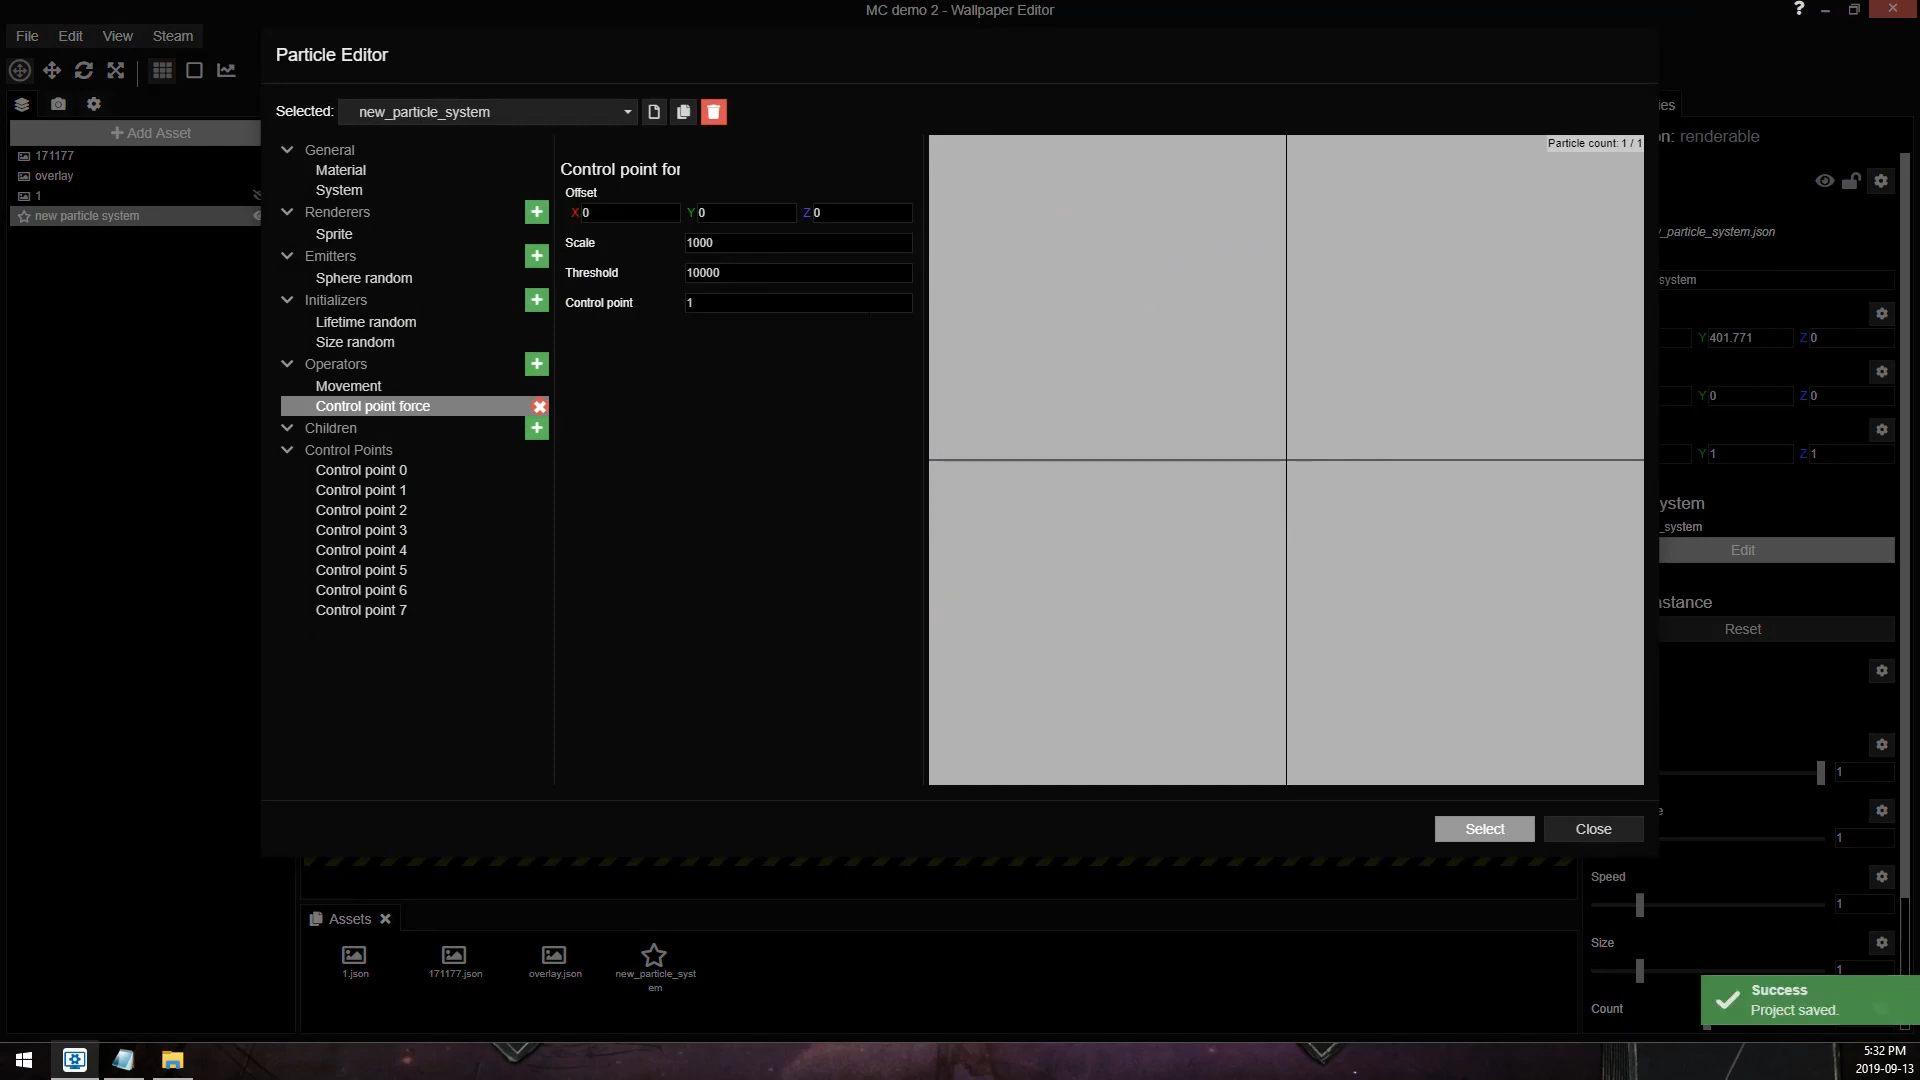 MC demo 2 - Wallpaper Editor
?
File Edit View Steam
Particle Editor
Selected: new_particle_system
ies
Add Asset
171177
overlay
1
new particle system
General
Material
System
Renderers
Sprite
Emitters
Sphere random
Initializers
Lifetime random
Size random
Operators
Movement
Control point force
Children
Control Points
Control point 0
Control point 1
Control point 2
Control point 3
Control point 4
Control point 5
Control point 6
Control point 7
Control point for
Offset
X 0 Y 0 Z 0
Scale 1000
Threshold 10000
Control point 1
Particle count: 1 / 1
Select Close
n: renderable
_particle_system.json
system
Y 401.771 Z 0
Y 0 Z 0
Y 1 Z 1
ystem
_system
Edit
stance
Reset
1
e
1
Speed
1
Size
1
Count
Success
Project saved.
Assets
1.json
171177.json
overlay.json
new_particle_syst
em
5:32 PM
2019-09-13